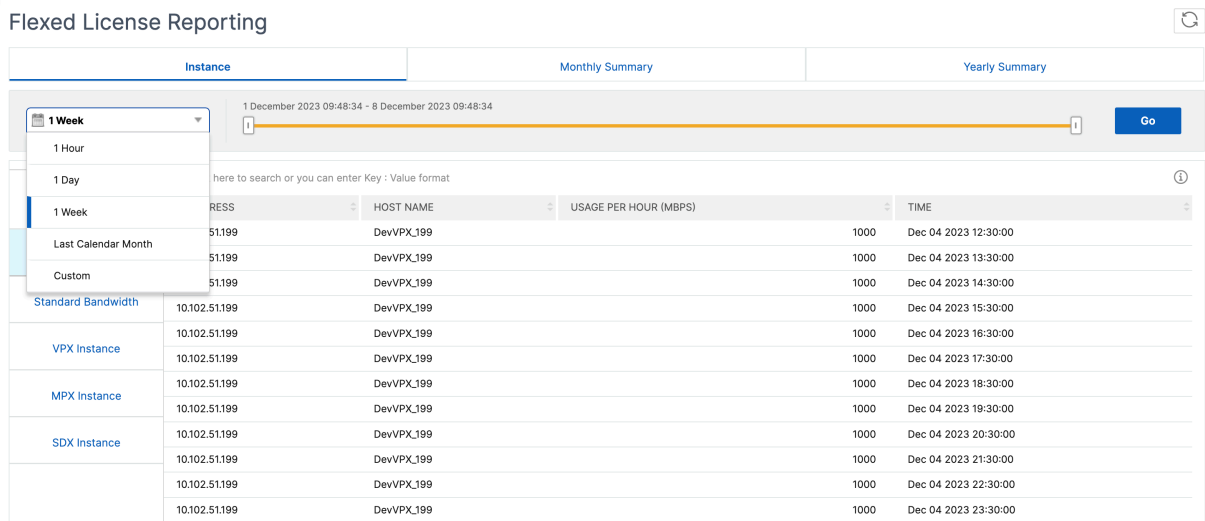 Flexed License Reporting
Instance
Monthly Summary
Yearly Summary
1 Week
1 December 2023 09:48:34 - 8 December 2023 09:48:34
Go
1 Hour
1 Day
1 Week
Last Calendar Month
Custom
here to search or you can enter Key : Value format
RESS HOST NAME USAGE PER HOUR (MBPS) TIME
51.199 DevVPX_199 1000 Dec 04 2023 12:30:00
51.199 DevVPX_199 1000 Dec 04 2023 13:30:00
51.199 DevVPX_199 1000 Dec 04 2023 14:30:00
Standard Bandwidth
10.102.51.199 DevVPX_199 1000 Dec 04 2023 15:30:00
10.102.51.199 DevVPX_199 1000 Dec 04 2023 16:30:00
VPX Instance
10.102.51.199 DevVPX_199 1000 Dec 04 2023 17:30:00
10.102.51.199 DevVPX_199 1000 Dec 04 2023 18:30:00
MPX Instance
10.102.51.199 DevVPX_199 1000 Dec 04 2023 19:30:00
10.102.51.199 DevVPX_199 1000 Dec 04 2023 20:30:00
SDX Instance
10.102.51.199 DevVPX_199 1000 Dec 04 2023 21:30:00
10.102.51.199 DevVPX_199 1000 Dec 04 2023 22:30:00
10.102.51.199 DevVPX_199 1000 Dec 04 2023 23:30:00